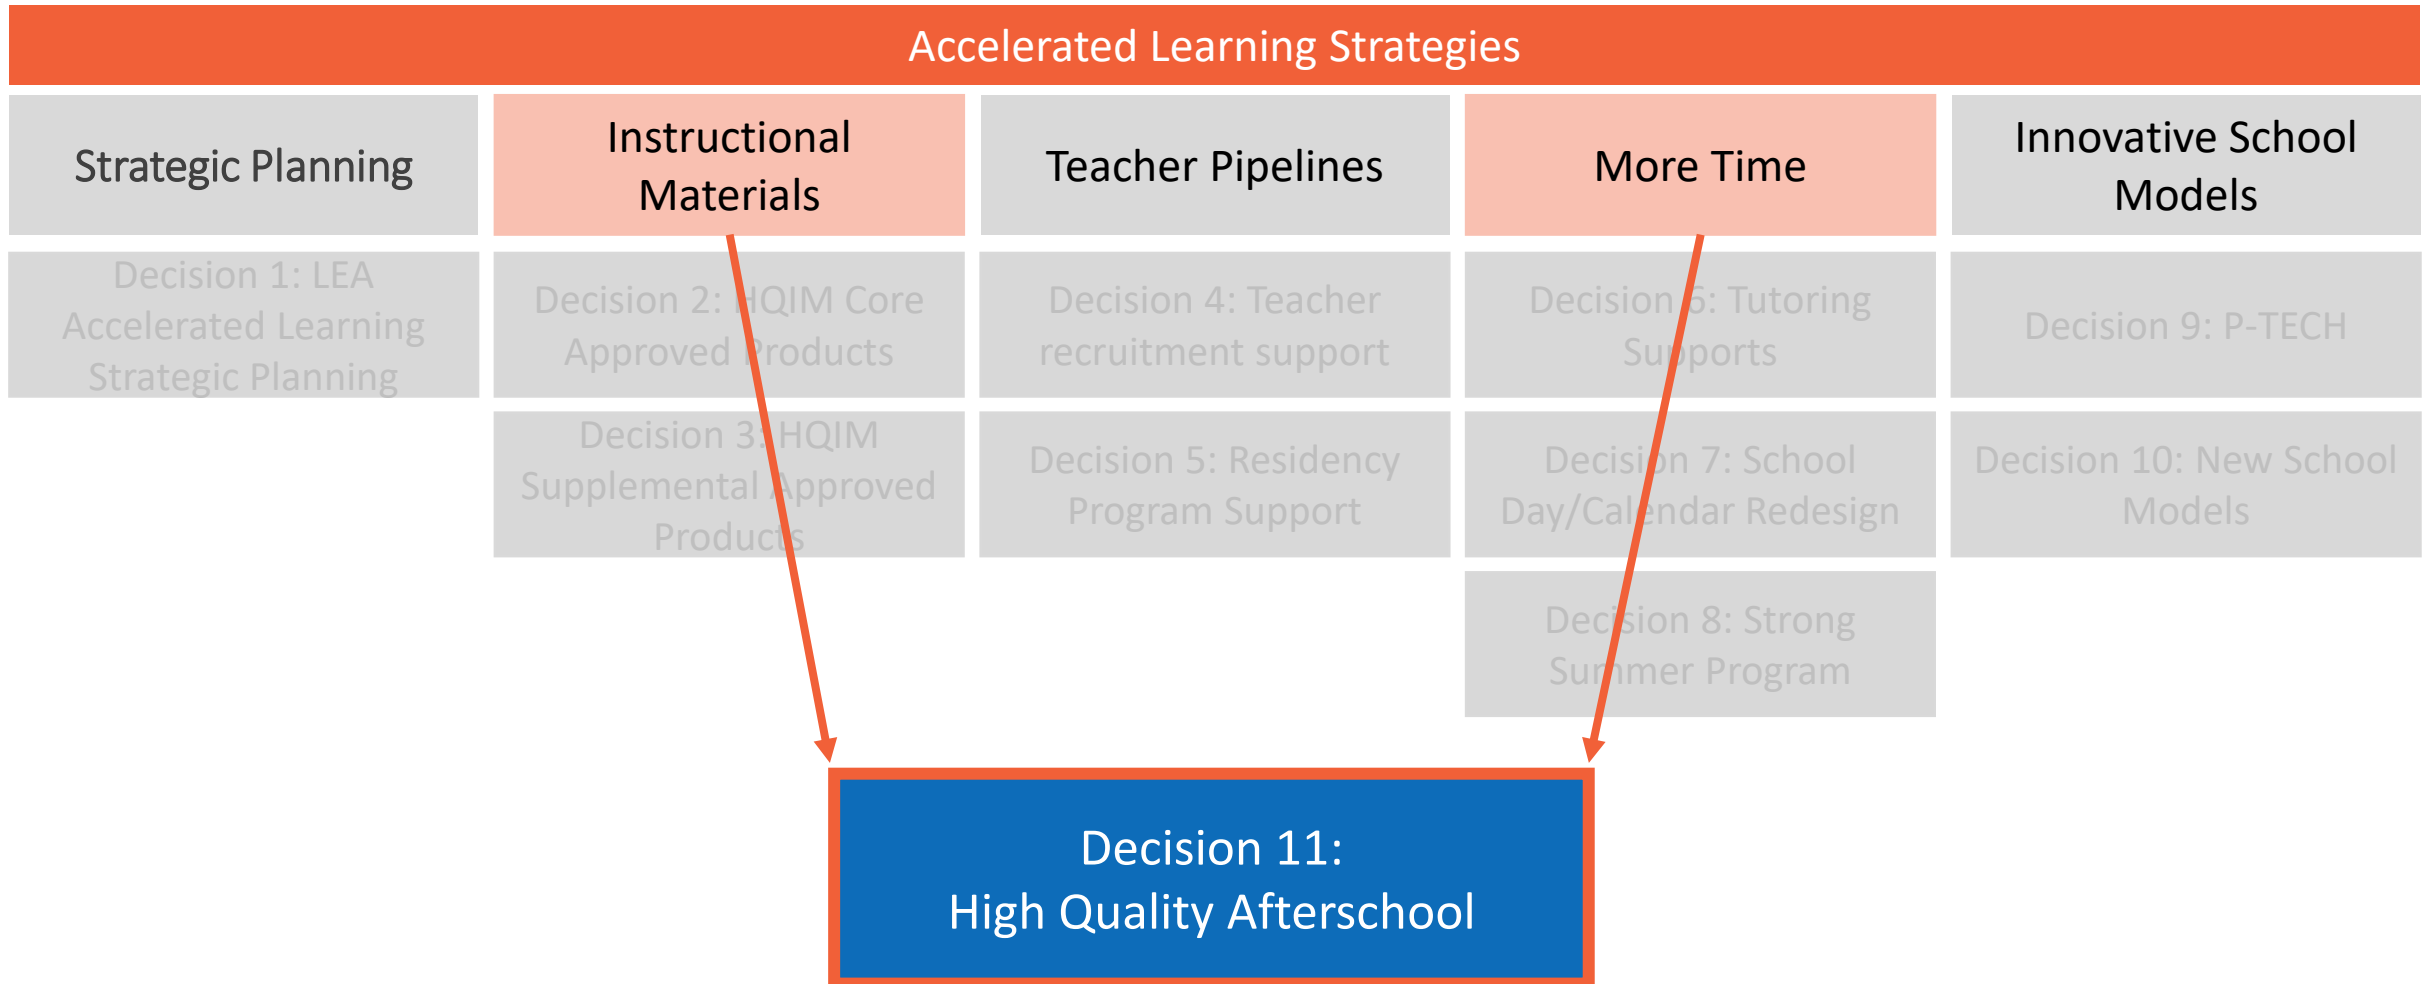 Accelerated Learning Strategies
Strategic Planning
Instructional
Materials
Teacher Pipelines
More Time
Innovative School
Models
Decision 1: LEA
Accelerated Learning
Strategic Planning
Decision 2: HQIM Core
Approved Products
Decision 4: Teacher
recruitment support
Decision 6: Tutoring
Supports
Decision 9: P-TECH
Decision 3: HQIM
Supplemental Approved
Products
Decision 5: Residency
Program Support
Decision 7: School
Day/Calendar Redesign
Decision 10: New School
Models
Decision 8: Strong
Summer Program
Decision 11:
High Quality Afterschool